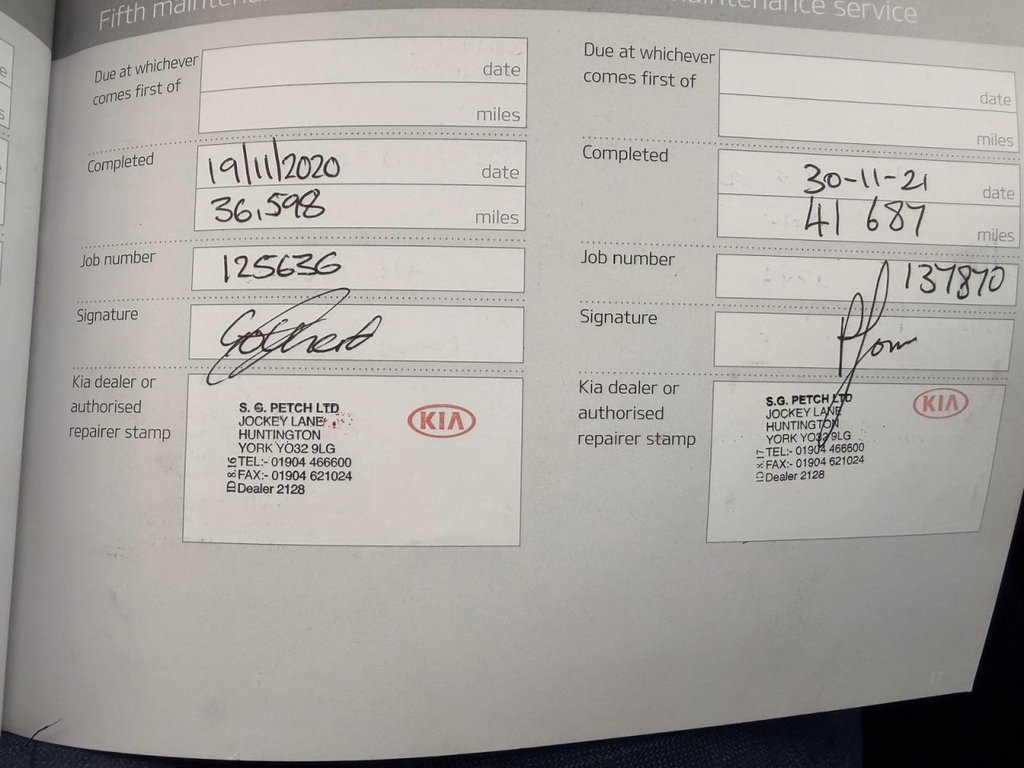 Fifth
maintenance service
Due at whichever
comes first of
date
miles
Completed
19/11/2020 date
36,598 miles
Job number
125636
Signature
Kia dealer or
authorised
repairer stamp
S. G. PETCH LTD
JOCKEY LANE
HUNTINGTON
YORK YO32 9LG
TEL:- 01904 466600
FAX:- 01904 621024
Dealer 2128
KIA
Due at whichever
comes first of
date
miles
Completed
30-11-21 date
41 687 miles
Job number
137870
Signature
Kia dealer or
authorised
repairer stamp
S.G. PETCH LTD
JOCKEY LANE
HUNTINGTON
YORK YO32 9LG
TEL:- 01904 466600
FAX:- 01904 621024
Dealer 2128
KIA